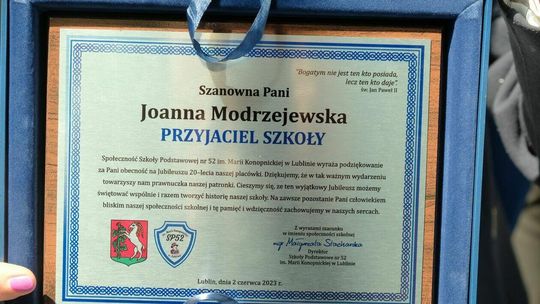 "Bogatym nie jest ten kto posiada,
lecz ten kto daje".
św. Jan Paweł II
Szanowna Pani
Joanna Modrzejewska
PRZYJACIEL SZKOŁY
Społeczność Szkoły Podstawowej nr 52 im. Marii Konopnickiej w Lublinie wyraża podziękowanie
za Pani obecność na Jubileuszu 20-lecia naszej placówki. Dziękujemy, że w tak ważnym wydarzeniu
towarzyszy nam prawnuczka naszej patronki. Cieszymy się, że ten wyjątkowy Jubileusz możemy
świętować wspólnie i razem tworzyć historię naszej szkoły. Na zawsze pozostanie Pani człowiekiem
bliskim naszej społeczności szkolnej i tę pamięć i wdzięczność zachowujemy w naszych sercach.
SP52
Z wyrazami szacunku
w imieniu społeczności szkolnej
mgr Małgorzata Stacharska
Dyrektor
Szkoły Podstawowej nr 52
im. Marii Konopnickiej w Lublinie
Lublin, dnia 2 czerwca 2023 r.